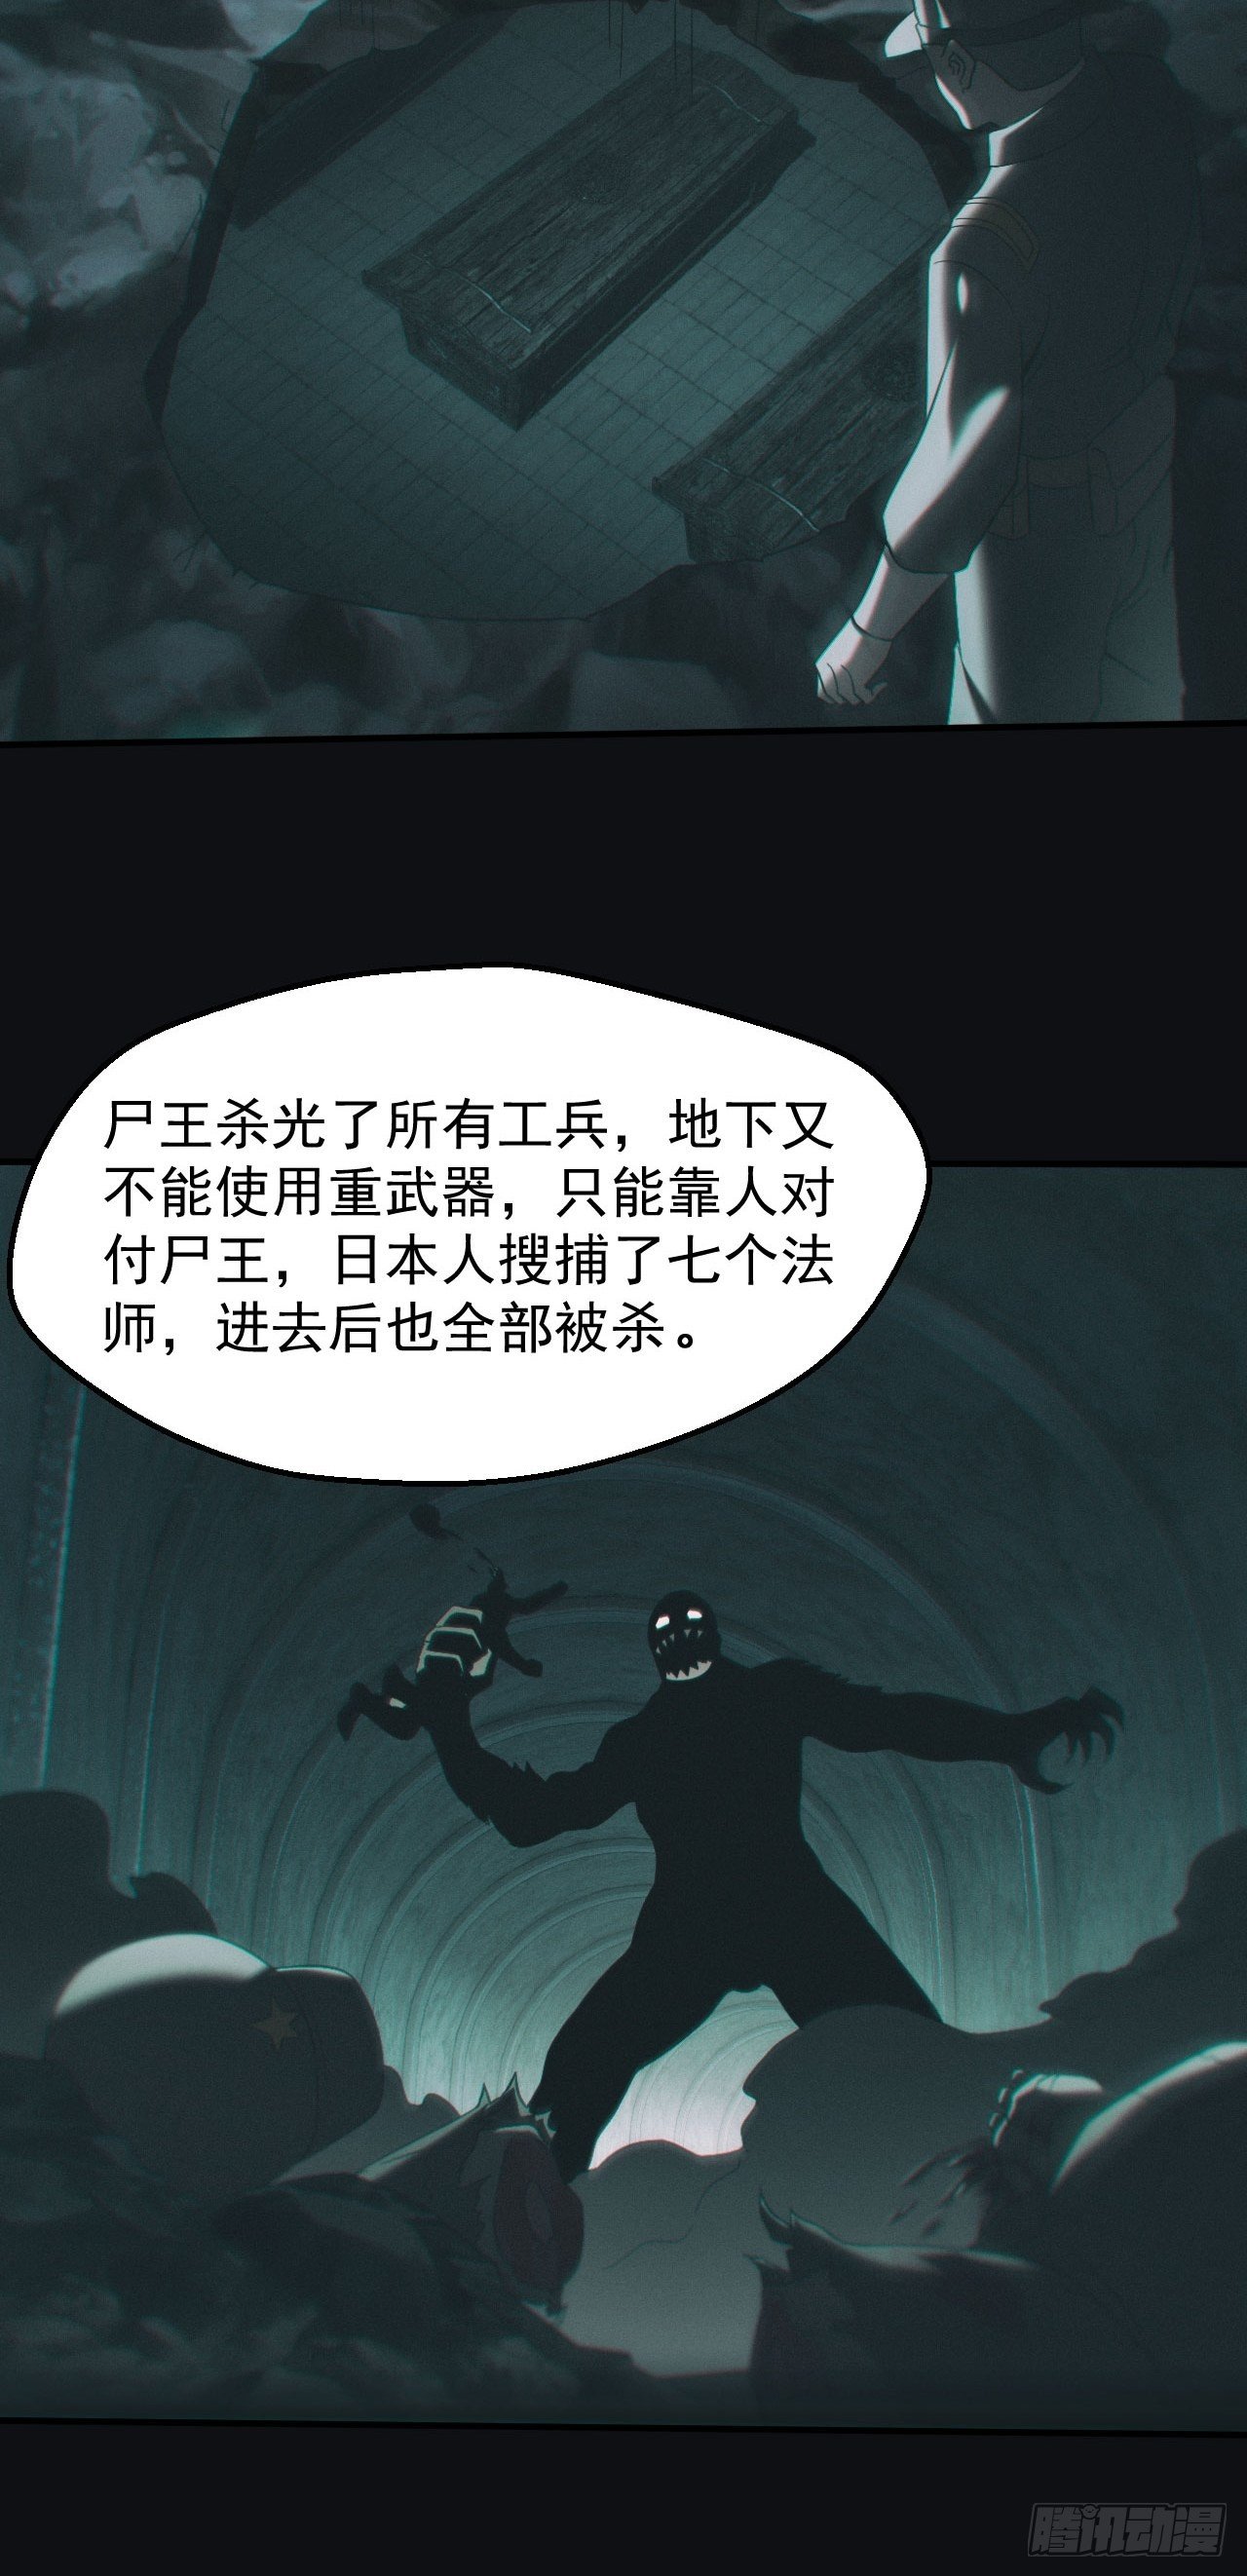 尸王杀光了所有工兵，地下又
不能使用重武器，只能靠人对
付尸王，日本人搜捕了七个法
师，进去后也全部被杀。
腾讯动漫